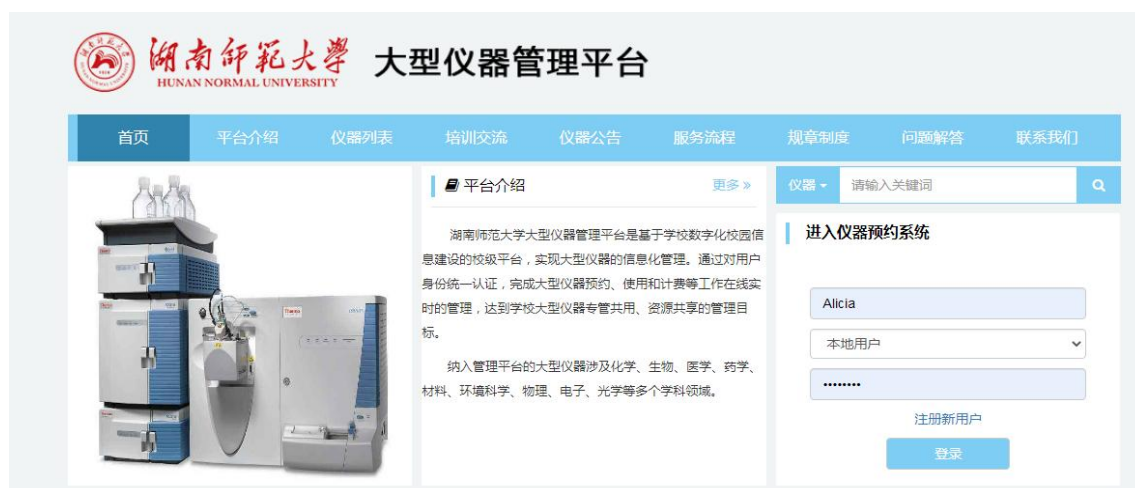 湖南师范大学
HUNAN NORMAL UNIVERSITY
大型仪器管理平台
首页 平台介绍 仪器列表 培训交流 仪器公告 服务流程 规章制度 问题解答 联系我们
平台介绍 更多 »
湖南师范大学大型仪器管理平台是基于学校数字化校园信
息建设的校级平台，实现大型仪器的信息化管理。通过对用户
身份统一认证，完成大型仪器预约、使用和计费等工作在线实
时的管理，达到学校大型仪器专管共用、资源共享的管理目
标。
纳入管理平台的大型仪器涉及化学、生物、医学、药学、
材料、环境科学、物理、电子、光学等多个学科领域。
仪器 请输入关键词
进入仪器预约系统
Alicia
本地用户
••••••••
注册新用户
登录